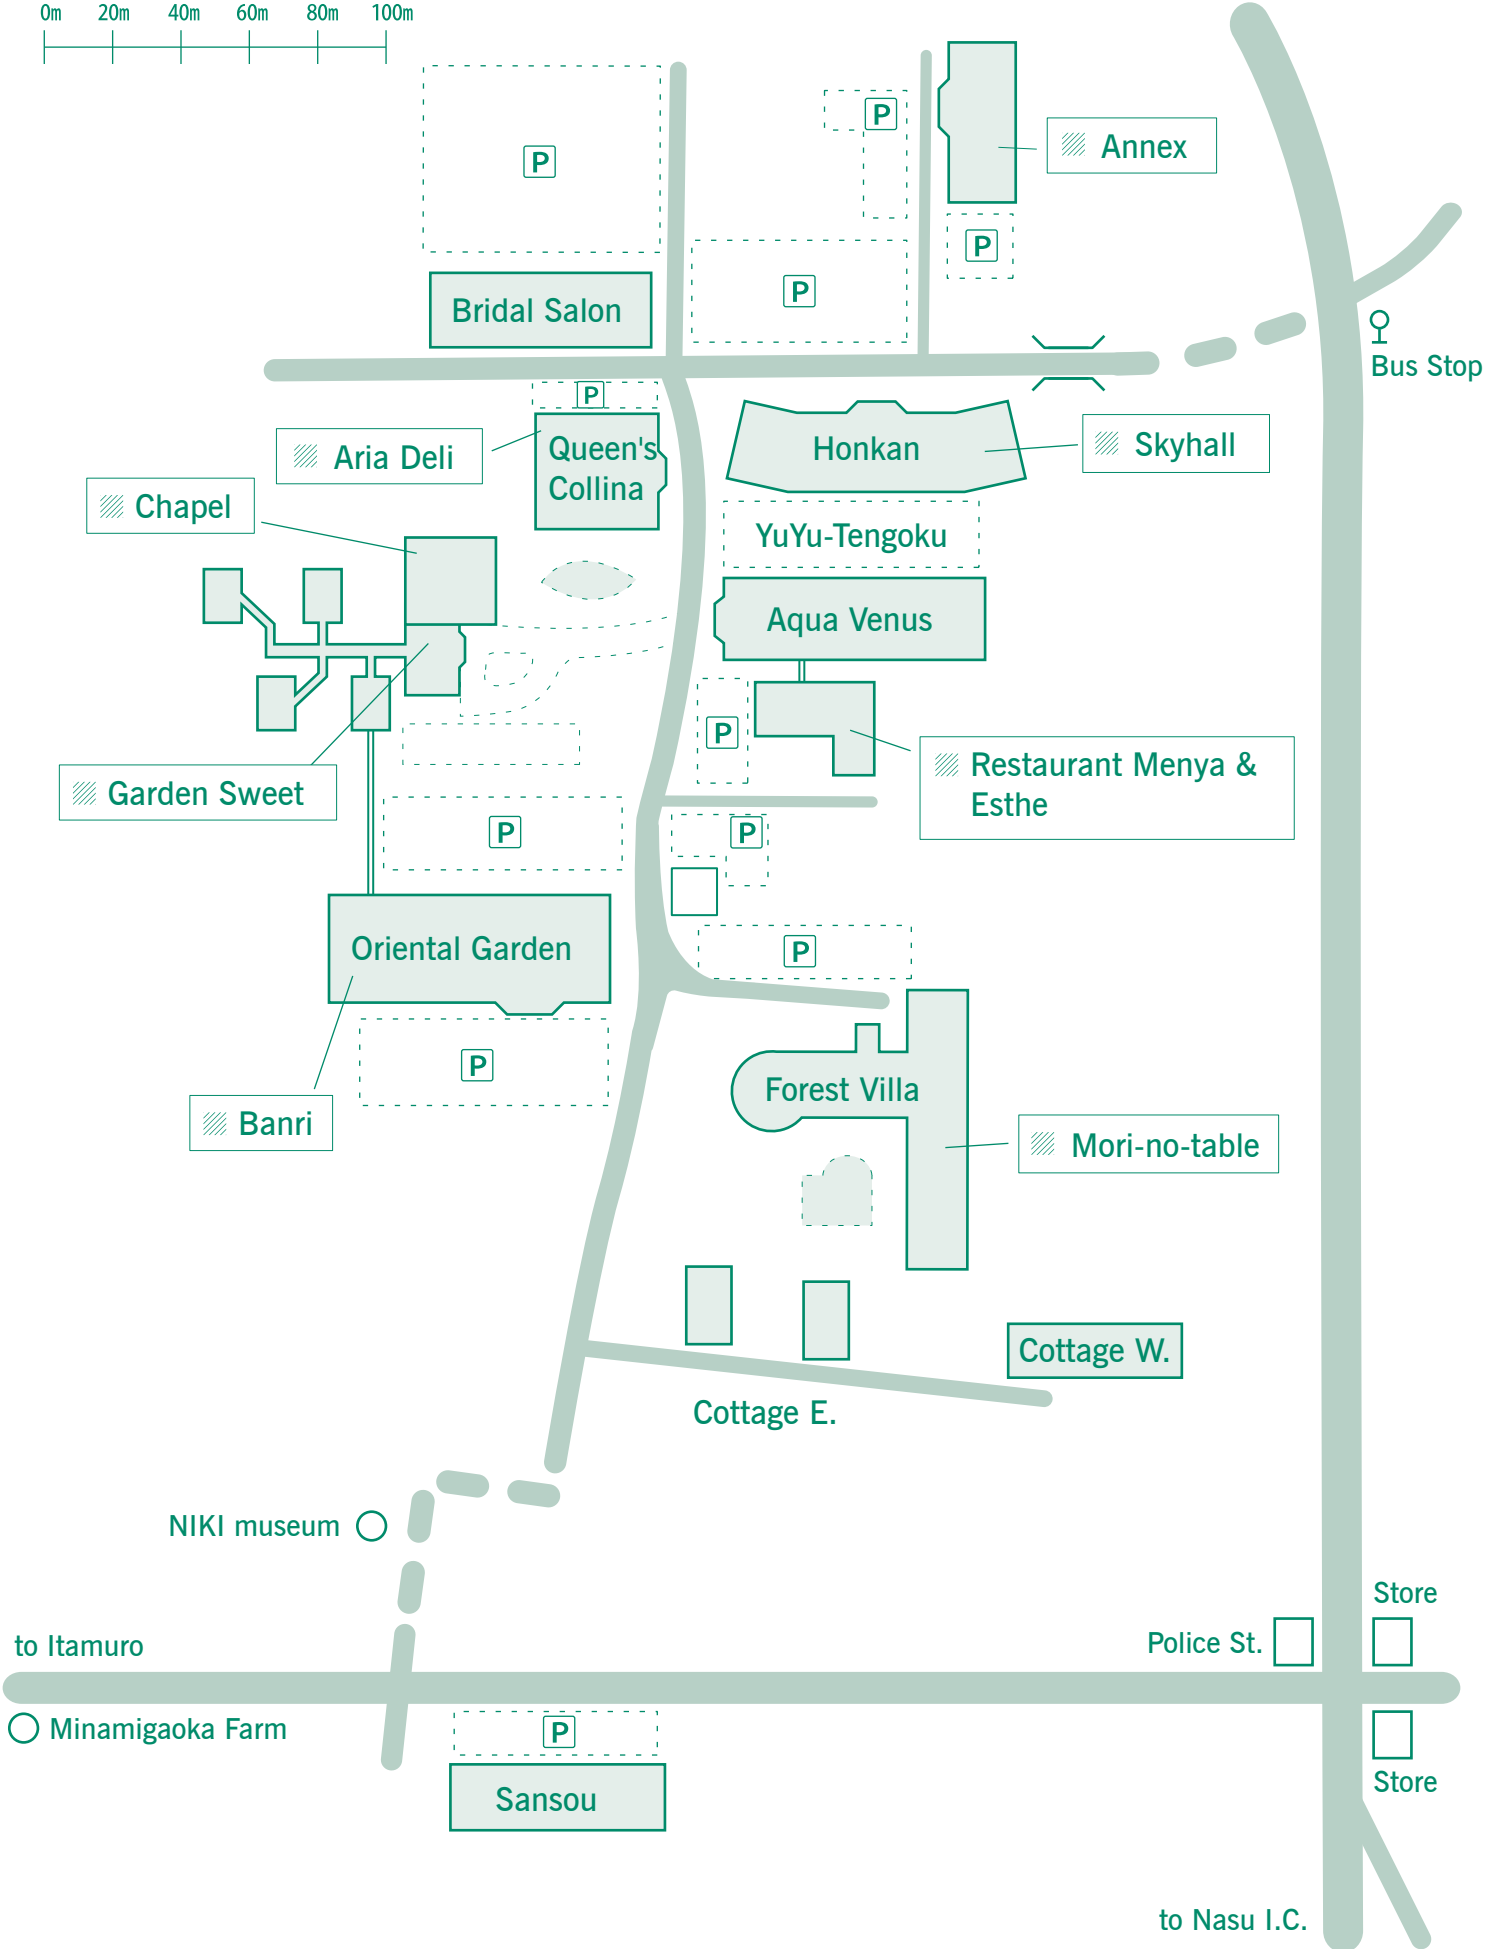 0m 20m 40m 60m 80m 100m
P
P
Annex
P
P
Bridal Salon
Bus Stop
P
Aria Deli
Queen's
Collina
Honkan
Skyhall
Chapel
YuYu-Tengoku
Aqua Venus
P
Restaurant Menya &
Esthe
Garden Sweet
P
P
Oriental Garden
P
P
Forest Villa
Banri
Mori-no-table
Cottage W.
Cottage E.
NIKI museum
Store
to Itamuro
Police St.
Minamigaoka Farm
P
Store
Sansou
to Nasu I.C.